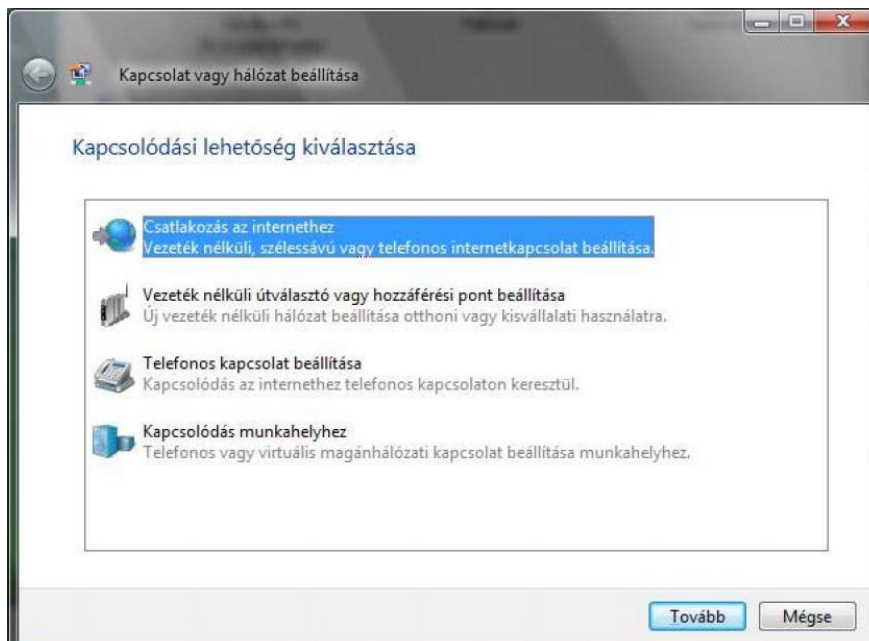 Kapcsolat vagy hálózat beállítása
Kapcsolódási lehetőség kiválasztása
Csatlakozás az internethez
Vezeték nélküli, szélessávú vagy telefonos internetkapcsolat beállítása.
Vezeték nélküli útválasztó vagy hozzáférési pont beállítása
Új vezeték nélküli hálózat beállítása otthoni vagy kisvállalati használatra.
Telefonos kapcsolat beállítása
Kapcsolódás az internethez telefonos kapcsolaton keresztül.
Kapcsolódás munkahelyhez
Telefonos vagy virtuális magánhálózati kapcsolat beállítása munkahelyhez.
Tovább
Mégse